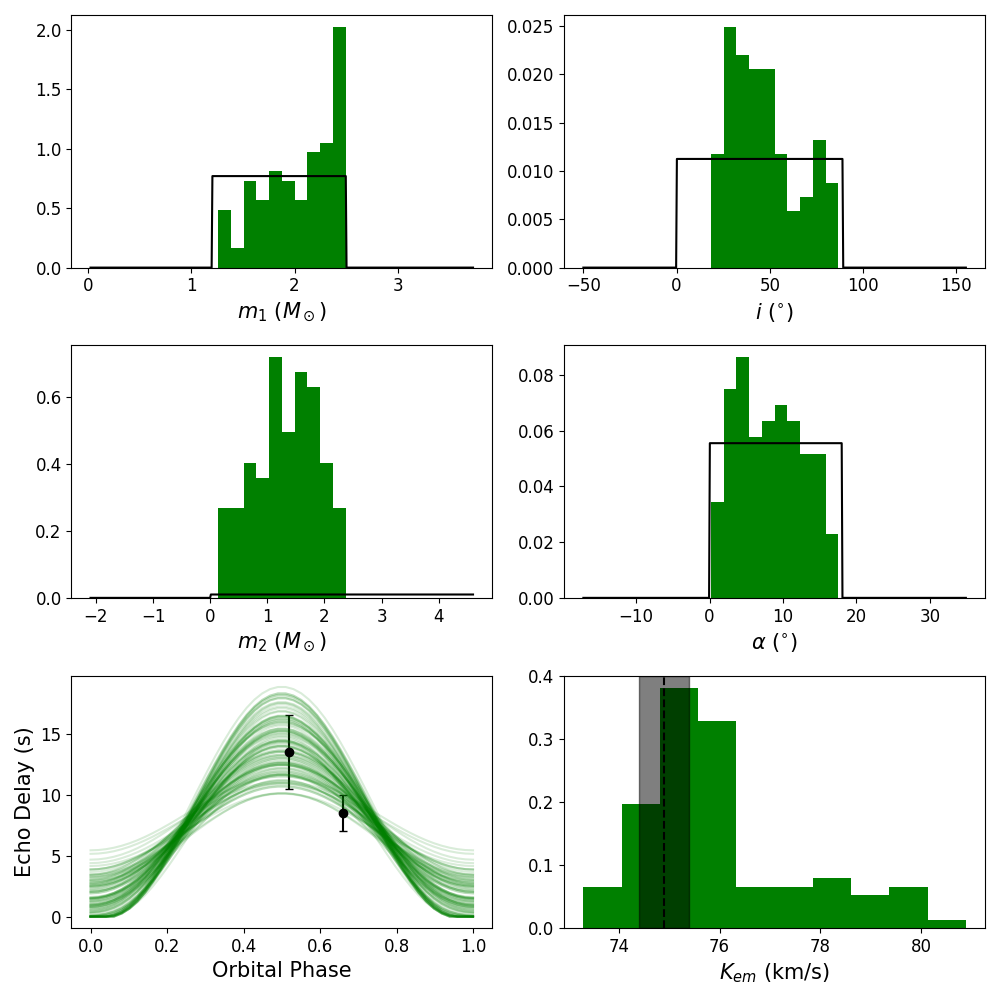 2.0
1.5
1.0
0.5
0.0
0 1 2 3
m₁ (M⊙)
0.025
0.020
0.015
0.010
0.005
0.000
−50 0 50 100 150
i (°)
0.6
0.4
0.2
0.0
−2 −1 0 1 2 3 4
m₂ (M⊙)
0.08
0.06
0.04
0.02
0.00
−10 0 10 20 30
α (°)
Echo Delay (s)
15
10
5
0
0.0 0.2 0.4 0.6 0.8 1.0
Orbital Phase
0.4
0.3
0.2
0.1
0.0
74 76 78 80
Kₑₘ (km/s)